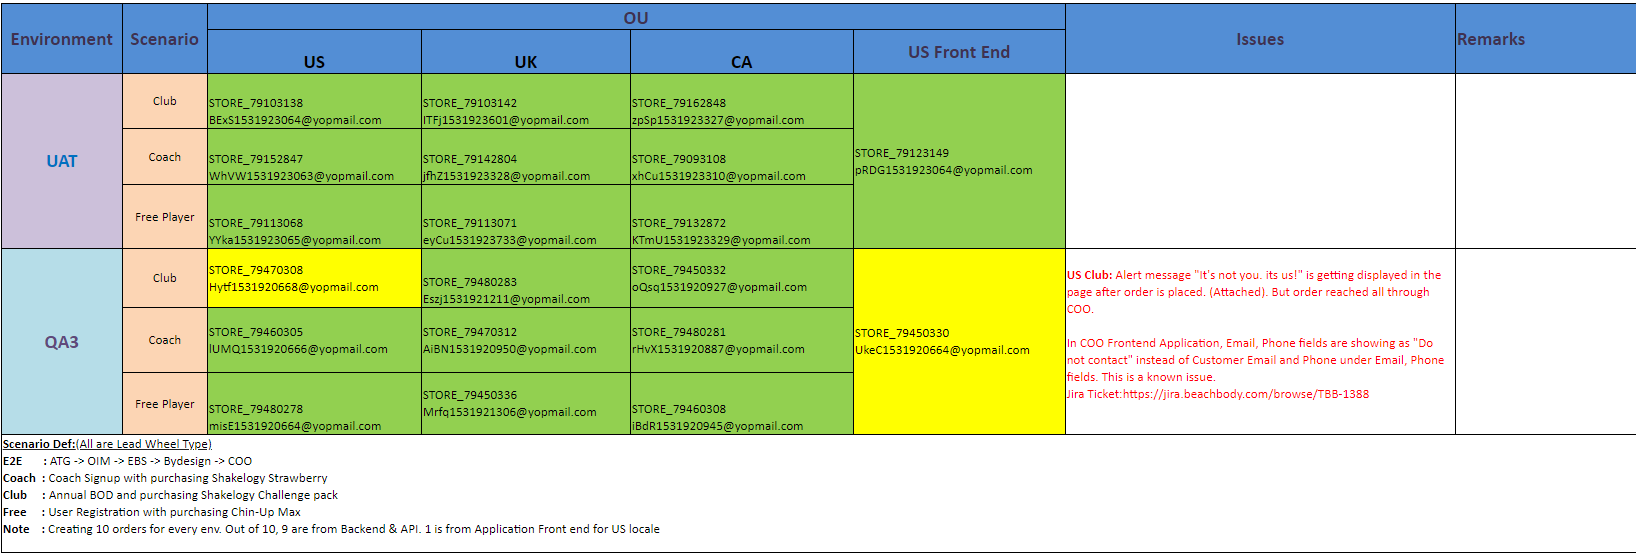 Environment
Scenario
OU
US
UK
CA
US Front End
Issues
Remarks
UAT
Club
STORE_79103138
BExS1531923064@yopmail.com
STORE_79103142
ITFj1531923601@yopmail.com
STORE_79162848
zpSp1531923327@yopmail.com
STORE_79123149
pRDG1531923064@yopmail.com
Coach
STORE_79152847
WhVW1531923063@yopmail.com
STORE_79142804
jfhZ1531923328@yopmail.com
STORE_79093108
xhCu1531923310@yopmail.com
Free Player
STORE_79113068
YYka1531923065@yopmail.com
STORE_79113071
eyCu1531923733@yopmail.com
STORE_79132872
KTmU1531923329@yopmail.com
QA3
Club
STORE_79470308
Hytf1531920668@yopmail.com
STORE_79480283
Eszj1531921211@yopmail.com
STORE_79450332
oQsq1531920927@yopmail.com
STORE_79450330
UkeC1531920664@yopmail.com
US Club: Alert message "It's not you. its us!" is getting displayed in the
page after order is placed. (Attached). But order reached all through
COO.
In COO Frontend Application, Email, Phone fields are showing as "Do
not contact" instead of Customer Email and Phone under Email, Phone
fields. This is a known issue.
Jira Ticket:https://jira.beachbody.com/browse/TBB-1388
Coach
STORE_79460305
lUMQ1531920666@yopmail.com
STORE_79470312
AiBN1531920950@yopmail.com
STORE_79480281
rHvX1531920887@yopmail.com
Free Player
STORE_79480278
misE1531920664@yopmail.com
STORE_79450336
Mrfq1531921306@yopmail.com
STORE_79460308
iBdR1531920945@yopmail.com
Scenario Def:(All are Lead Wheel Type)
E2E : ATG -> OIM -> EBS -> Bydesign -> COO
Coach : Coach Signup with purchasing Shakelogy Strawberry
Club : Annual BOD and purchasing Shakelogy Challenge pack
Free : User Registration with purchasing Chin-Up Max
Note : Creating 10 orders for every env. Out of 10, 9 are from Backend & API. 1 is from Application Front end for US locale